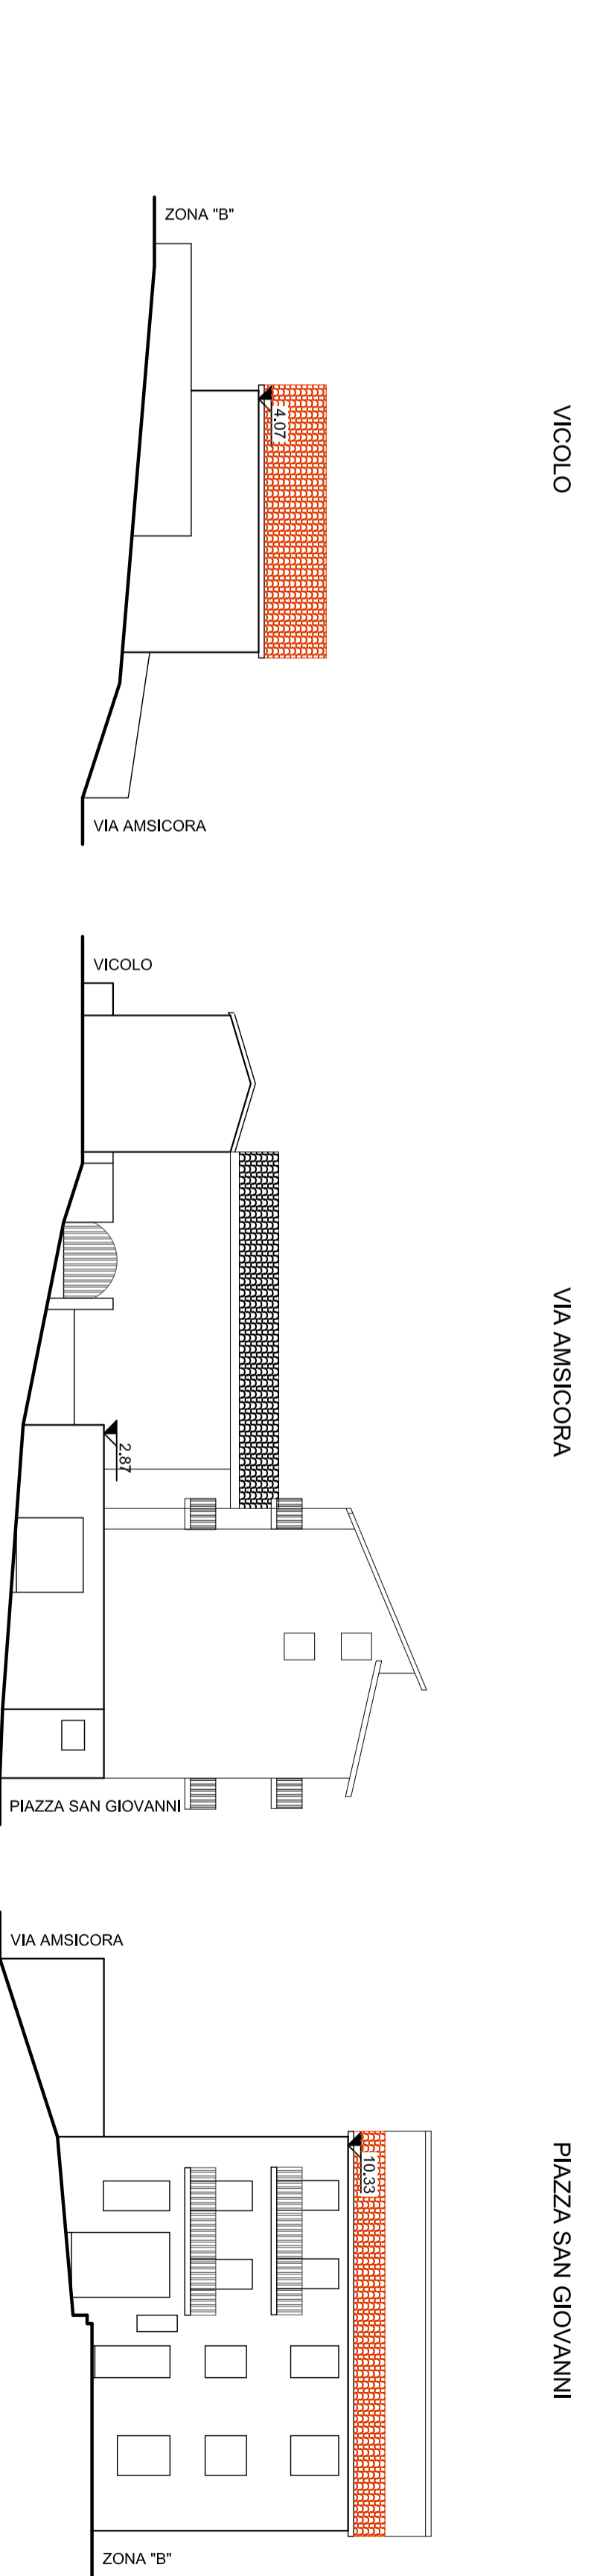 VICOLO
ZONA "B"
4.07
VIA AMSICORA
VIA AMSICORA
VICOLO
2.87
PIAZZA SAN GIOVANNI
PIAZZA SAN GIOVANNI
VIA AMSICORA
10.33
ZONA "B"